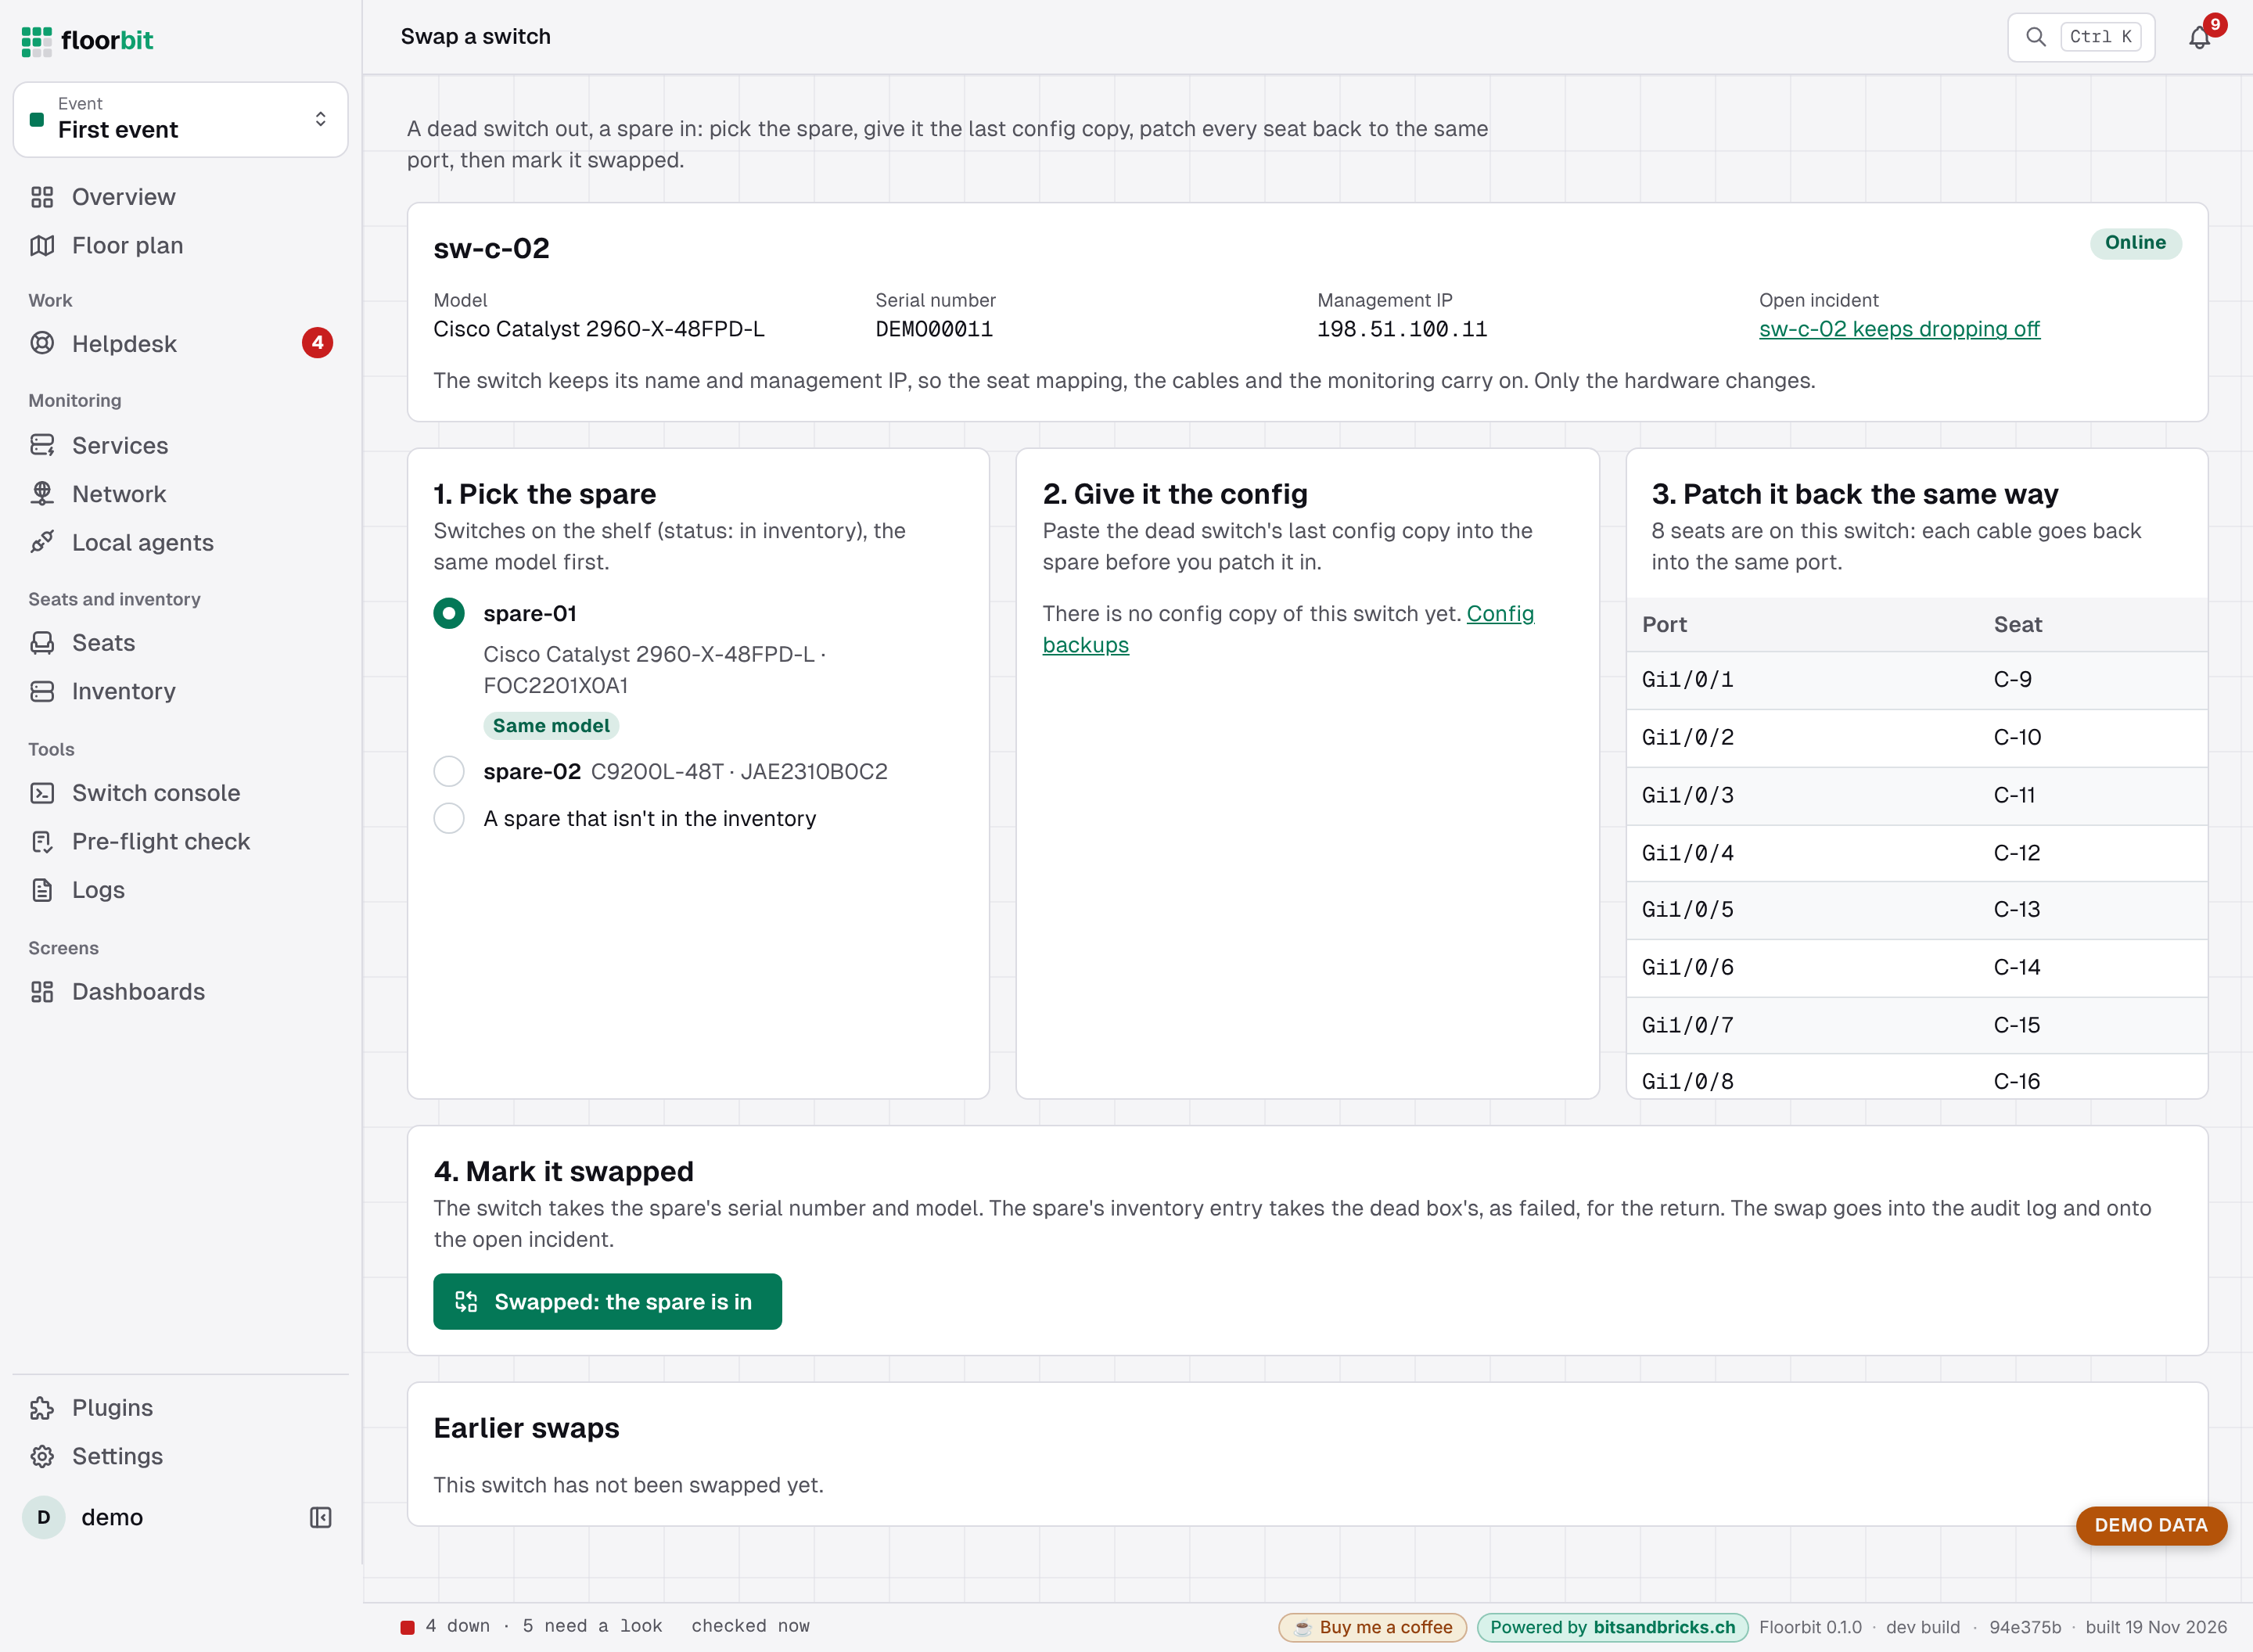 floorbit
Event
First event
Overview
Floor plan
Work
Helpdesk
4
Monitoring
Services
Network
Local agents
Seats and inventory
Seats
Inventory
Tools
Switch console
Pre-flight check
Logs
Screens
Dashboards
Plugins
Settings
D
demo
Swap a switch
Ctrl K
9
A dead switch out, a spare in: pick the spare, give it the last config copy, patch every seat back to the same
port, then mark it swapped.
sw-c-02
Online
Model
Cisco Catalyst 2960-X-48FPD-L
Serial number
DEMO00011
Management IP
198.51.100.11
Open incident
sw-c-02 keeps dropping off
The switch keeps its name and management IP, so the seat mapping, the cables and the monitoring carry on. Only the hardware changes.
1. Pick the spare
Switches on the shelf (status: in inventory), the
same model first.
spare-01
Cisco Catalyst 2960-X-48FPD-L ·
FOC2201X0A1
Same model
spare-02 C9200L-48T · JAE2310B0C2
A spare that isn't in the inventory
2. Give it the config
Paste the dead switch's last config copy into the
spare before you patch it in.
There is no config copy of this switch yet. Config
backups
3. Patch it back the same way
8 seats are on this switch: each cable goes back
into the same port.
Port Seat
Gi1/0/1 C-9
Gi1/0/2 C-10
Gi1/0/3 C-11
Gi1/0/4 C-12
Gi1/0/5 C-13
Gi1/0/6 C-14
Gi1/0/7 C-15
Gi1/0/8 C-16
4. Mark it swapped
The switch takes the spare's serial number and model. The spare's inventory entry takes the dead box's, as failed, for the return. The swap goes into the audit log and onto
the open incident.
Swapped: the spare is in
Earlier swaps
This switch has not been swapped yet.
DEMO DATA
4 down · 5 need a look checked now
Buy me a coffee
Powered by bitsandbricks.ch
Floorbit 0.1.0 · dev build · 94e375b · built 19 Nov 2026